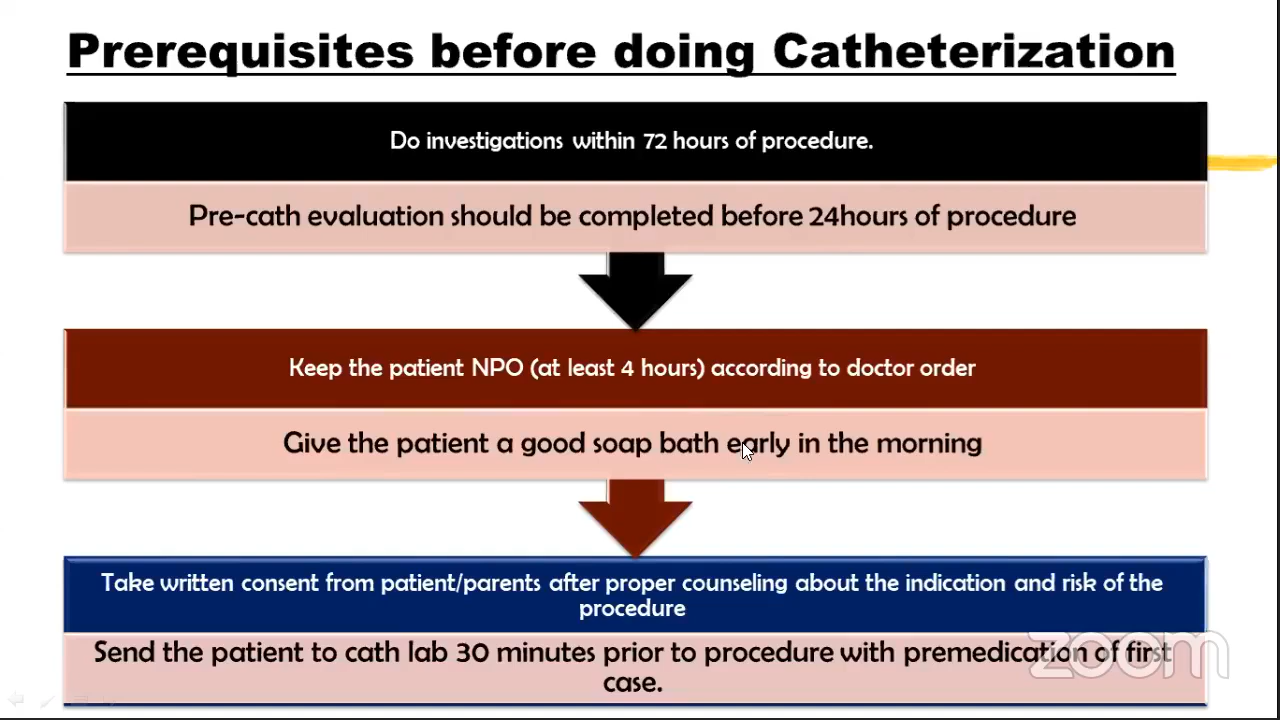 Prerequisites before doing Catheterization
Do investigations within 72 hours of procedure.
Pre-cath evaluation should be completed before 24hours of procedure
Keep the patient NPO (at least 4 hours) according to doctor order
Give the patient a good soap bath early in the morning
Take written consent from patient/parents after proper counseling about the indication and risk of the
procedure
Send the patient to cath lab 30 minutes prior to procedure with premedication of first
case.
zoom